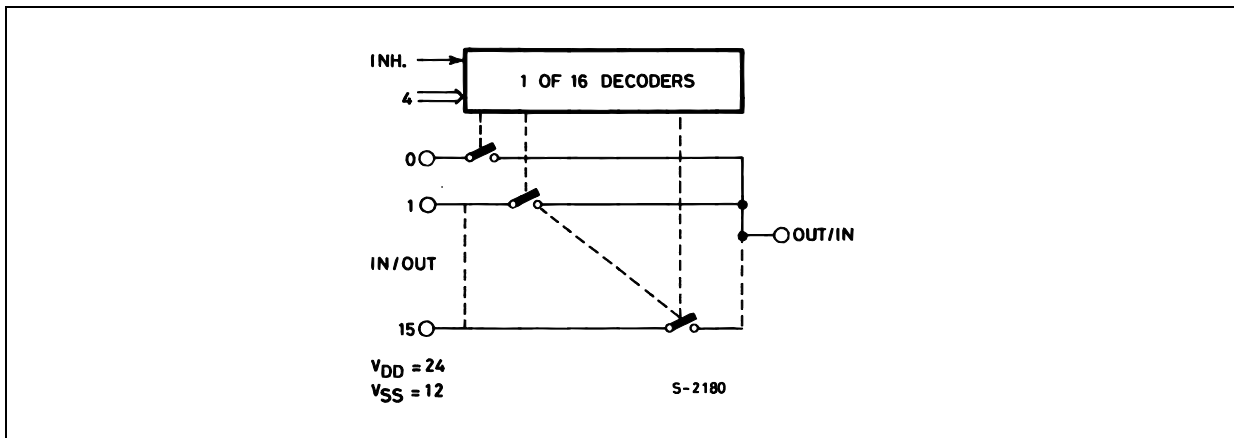 INH.
1 OF 16 DECODERS
4
0
1
OUT/IN
IN/OUT
15
VDD = 24
VSS = 12
S-2180